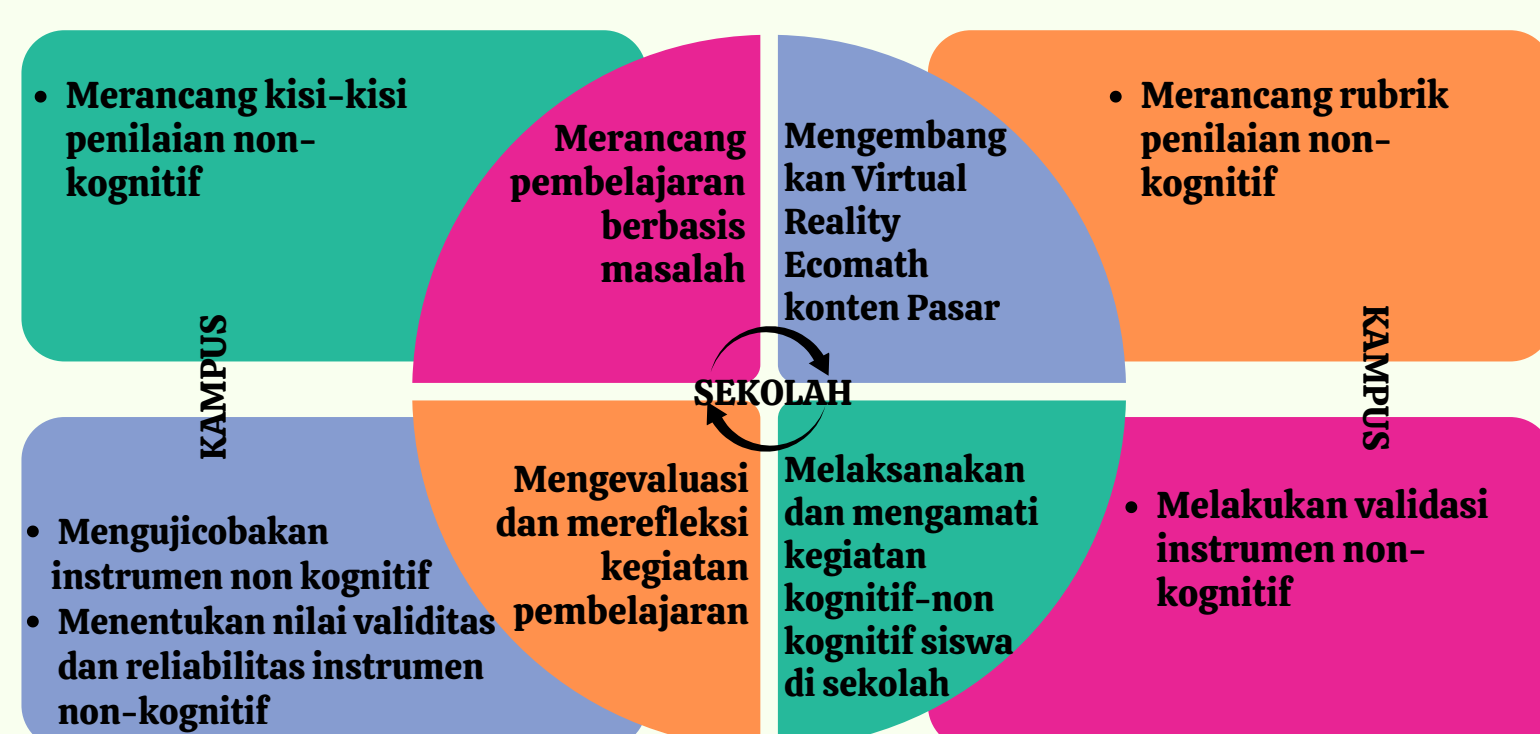 • Merancang kisi-kisi
penilaian non-
kognitif
Merancang
pembelajaran
berbasis
masalah
Mengembang
kan Virtual
Reality
Ecomath
konten Pasar
• Merancang rubrik
penilaian non-
kognitif
KAMPUS
SEKOLAH
KAMPUS
• Mengujicobakan
instrumen non kognitif
• Menentukan nilai validitas
dan reliabilitas instrumen
non-kognitif
Mengevaluasi
dan merefleksi
kegiatan
pembelajaran
Melaksanakan
dan mengamati
kegiatan
kognitif-non
kognitif siswa
di sekolah
• Melakukan validasi
instrumen non-
kognitif